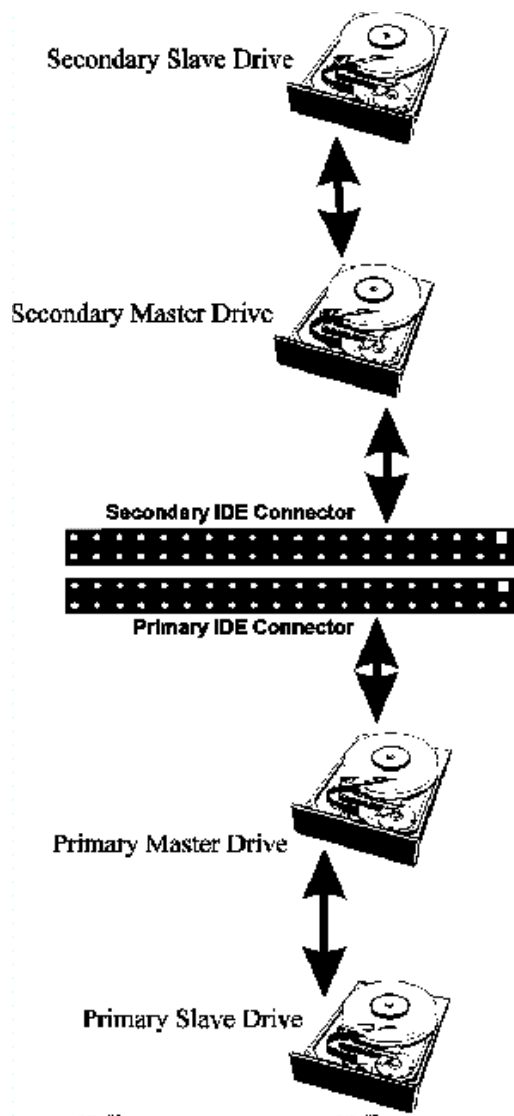 Secondary Slave Drive
Secondary Master Drive
Secondary IDE Connector
Primary IDE Connector
Primary Master Drive
Primary Slave Drive